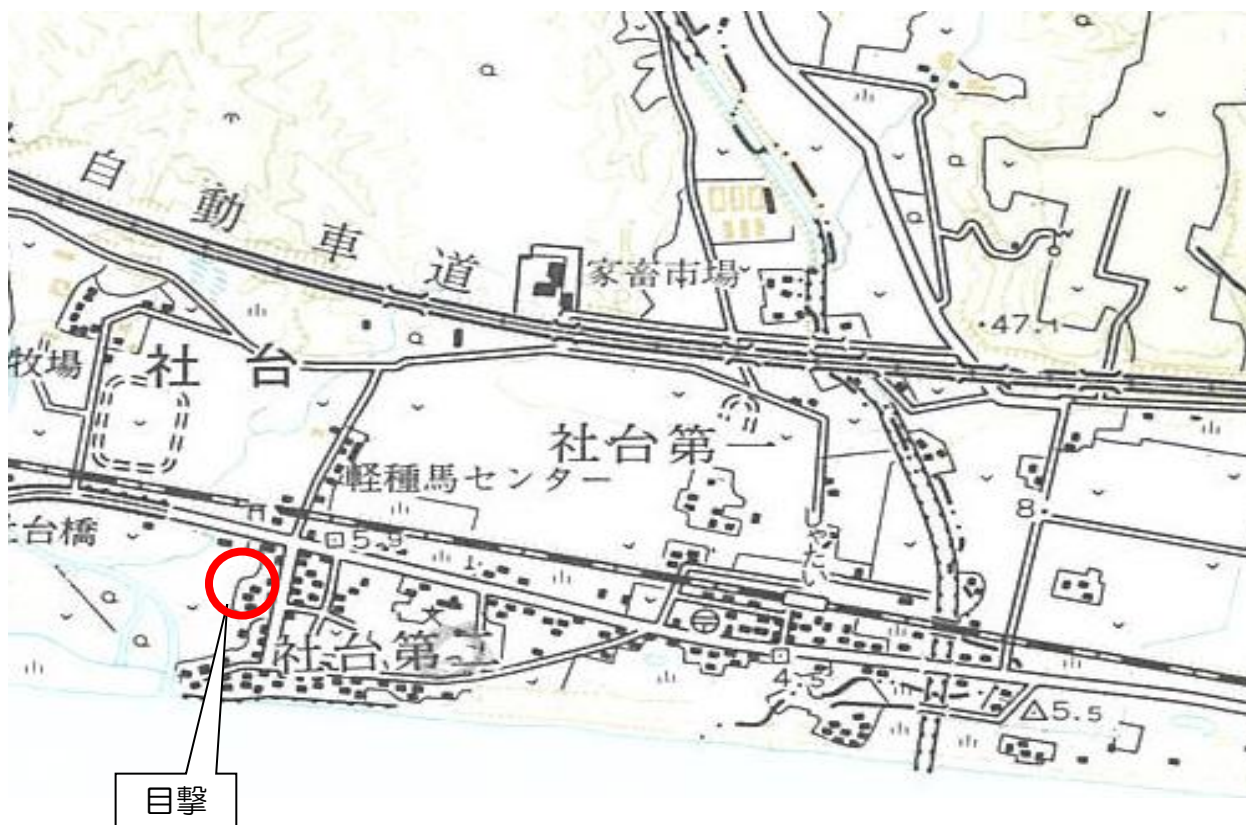 自動車道
家畜市場
47.1
牧場
社台
社台第一
軽種馬センター
8
台橋
5.9
しゃだい
社台第二
4.5
5.5
目撃